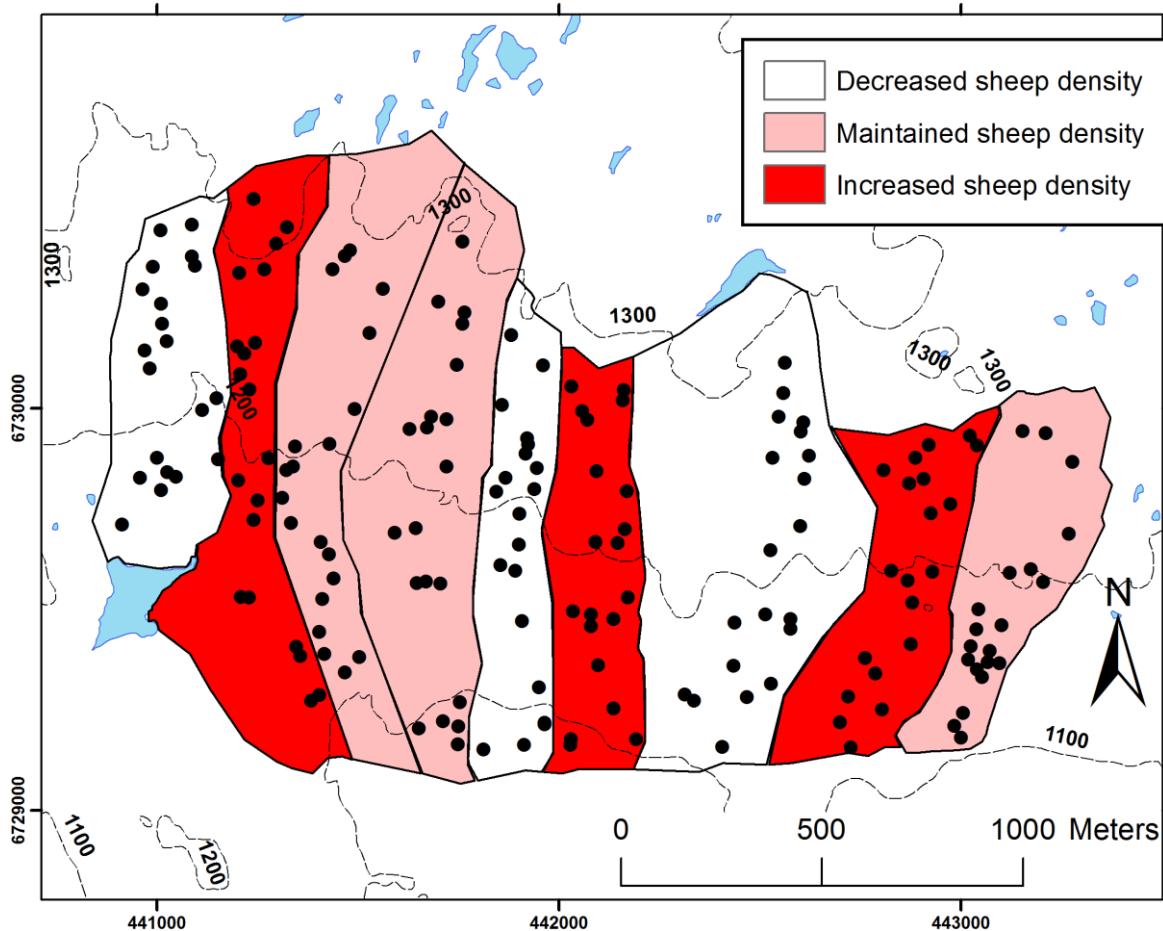 Decreased sheep density
Maintained sheep density
Increased sheep density
1300
1300
1300
1300
1300
1200
6730000
N
1100
6729000
1100
1200
0 500 1000 Meters
441000 442000 443000